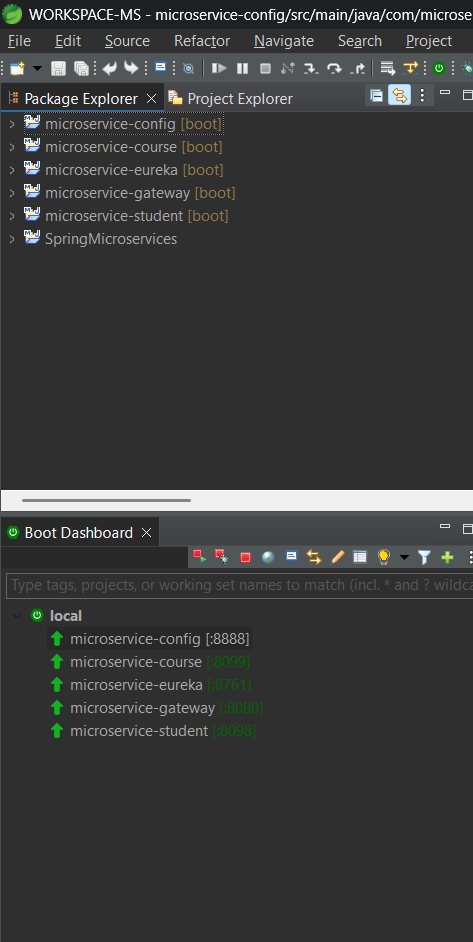 WORKSPACE-MS - microservice-config/src/main/java/com/microse
File Edit Source Refactor Navigate Search Project
Package Explorer Project Explorer
microservice-config [boot]
microservice-course [boot]
microservice-eureka [boot]
microservice-gateway [boot]
microservice-student [boot]
SpringMicroservices
Boot Dashboard
Type tags, projects, or working set names to match (incl. * and ? wildca
local
microservice-config [:8888]
microservice-course [:8099]
microservice-eureka [:8761]
microservice-gateway [:8080]
microservice-student [:8098]